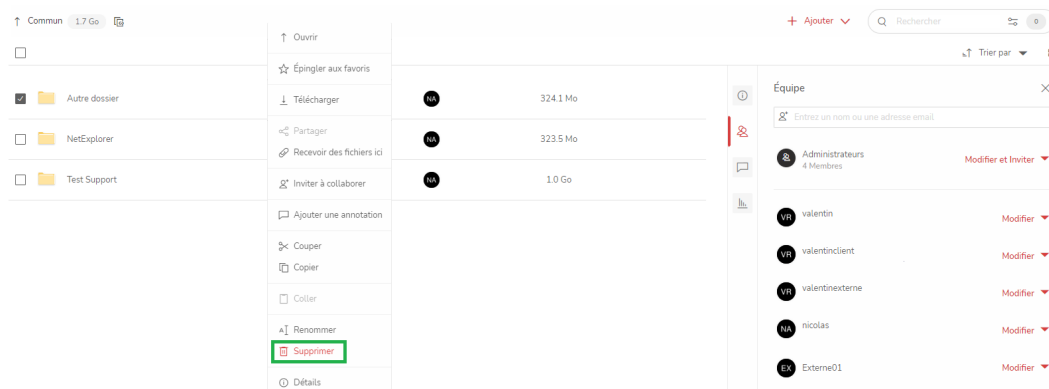 Commun 1.7 Go
Ajouter
Rechercher
0
Trier par
Ouvrir
Épingler aux favoris
Télécharger
Partager
Recevoir des fichiers ici
Inviter à collaborer
Ajouter une annotation
Couper
Copier
Coller
Renommer
Supprimer
Détails
Autre dossier NA 324.1 Mo
NetExplorer NA 323.5 Mo
Test Support NA 1.0 Go
Équipe
Entrez un nom ou une adresse email
Administrateurs
4 Membres
Modifier et Inviter
VR valentin Modifier
VR valentinclient Modifier
VR valentinexterne Modifier
NA nicolas Modifier
EX Externe01 Modifier